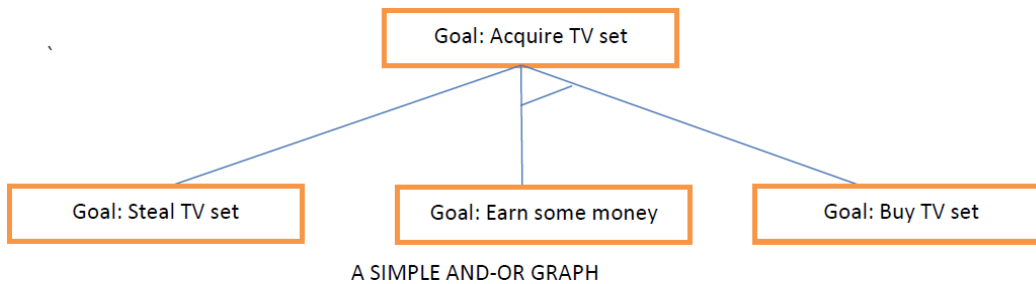 Goal: Acquire TV set
`
Goal: Steal TV set
Goal: Earn some money
Goal: Buy TV set
A SIMPLE AND-OR GRAPH